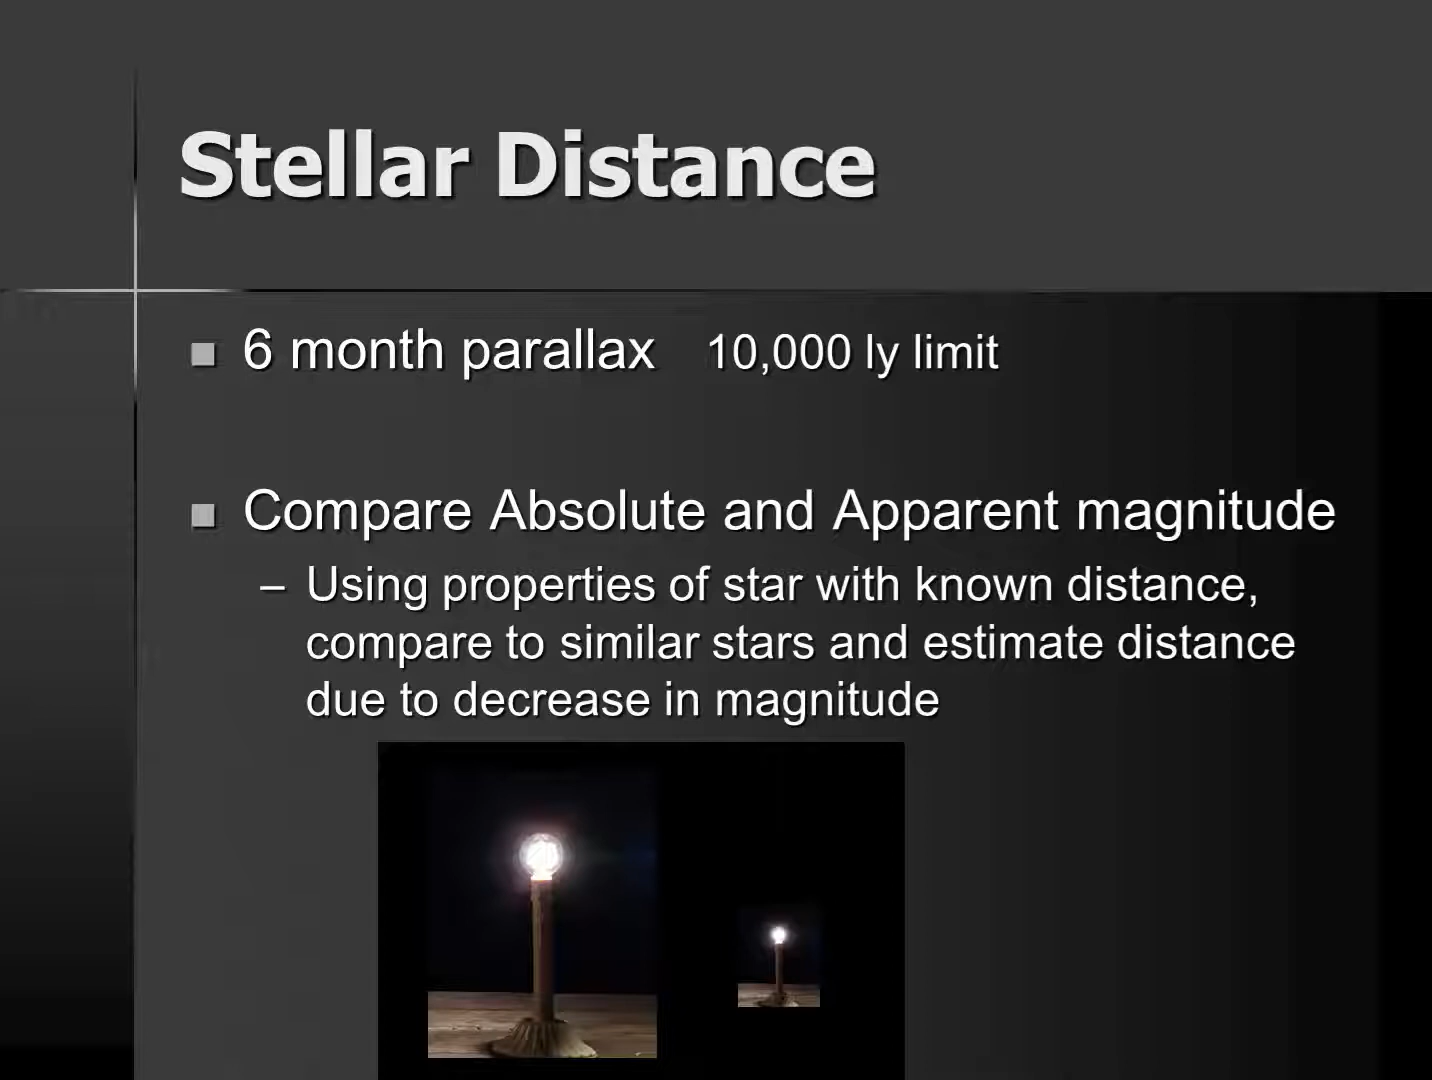 Stellar Distance
6 month parallax 10,000 ly limit
Compare Absolute and Apparent magnitude
– Using properties of star with known distance,
compare to similar stars and estimate distance
due to decrease in magnitude